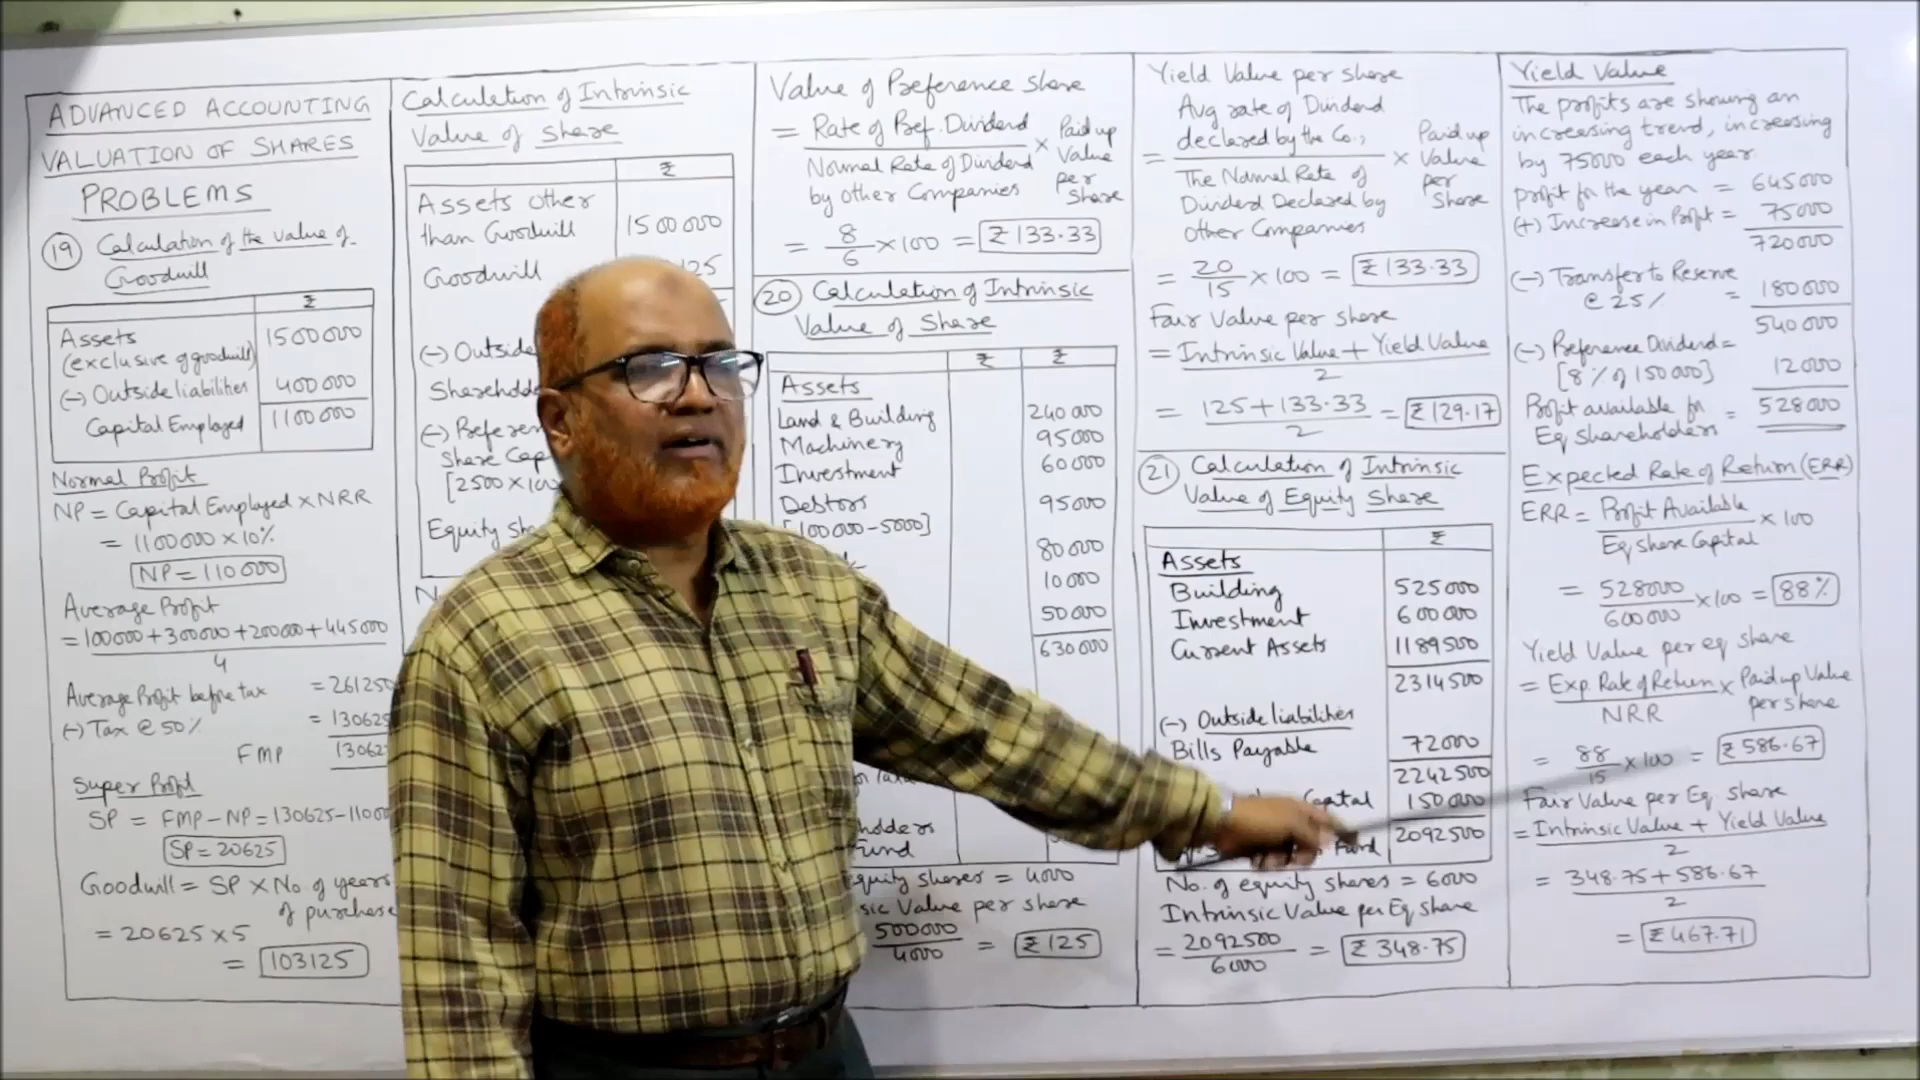 ADVANCED ACCOUNTING
VALUATION OF SHARES
PROBLEMS
19 Calculation of the value of
Goodwill
₹
Assets
(exclusive of goodwill) 1500000
(-) Outside liabilities 400000
Capital Employed 1100000
Normal Profit
NP = Capital Employed × NRR
= 1100000 × 10%
NP = 110000
Average Profit
= 100000 + 300000 + 200000 + 445000
4
Average Profit before tax = 261250
(-) Tax @ 50% = 130625
FMP 13062
Super Profit
SP = FMP - NP = 130625 - 11000
SP = 20625
Goodwill = SP × No of years
of purchase
= 20625 × 5
= 103125
Calculation of Intrinsic
Value of Share
₹
Assets other
than Goodwill 1500000
Goodwill 125
(-) Outside
Sharehold
(-) Preferen
Share Cap
[2500 × 100
Equity sh
N
Value of Preference share
= Rate of Pref. Dividend × Paid up
Normal Rate of Dividend Value
by other Companies per
Share
= 8/6 × 100 = ₹ 133.33
20 Calculation of Intrinsic
Value of Share
₹ ₹
Assets
Land & Building 240000
Machinery 95000
Investment 60000
Debtors 95000
[100000 - 5000]
80000
10000
50000
630000
holders
Fund
equity shares = 4000
sic Value per share
500000/4000 = ₹ 125
Yield Value per share
Avg rate of Dividend
declared by the Co., Paid up
= × Value
The Normal Rate of per
Dividend Declared by Share
Other Companies
= 20/15 × 100 = ₹ 133.33
Fair Value per share
= Intrinsic Value + Yield Value
2
= 125 + 133.33 = ₹ 129.17
2
21 Calculation of Intrinsic
Value of Equity Share
₹
Assets
Building 525000
Investment 600000
Current Assets 1189500
2314500
(-) Outside liabilities
Bills Payable 72000
2242500
Capital 150000
Fund 2092500
No. of equity shares = 6000
Intrinsic Value per Eq share
= 2092500/6000 = ₹ 348.75
Yield Value
The profits are showing an
increasing trend, increasing
by 75000 each year.
profit for the year = 645000
(+) Increase in Profit = 75000
720000
(-) Transfer to Reserve
@ 25% = 180000
540000
(-) Preference Dividend =
[8% of 150000] 12000
Profit available for
Eq shareholders = 528000
Expected Rate of Return (ERR)
ERR = Profit Available × 100
Eq share Capital
= 528000/600000 × 100 = 88%
Yield Value per eq share
= Exp. Rate of Return × Paid up Value
NRR per share
= 88/15 × 100 = ₹ 586.67
Fair Value per Eq. share
= Intrinsic Value + Yield Value
2
= 348.75 + 586.67
2
= ₹ 467.71